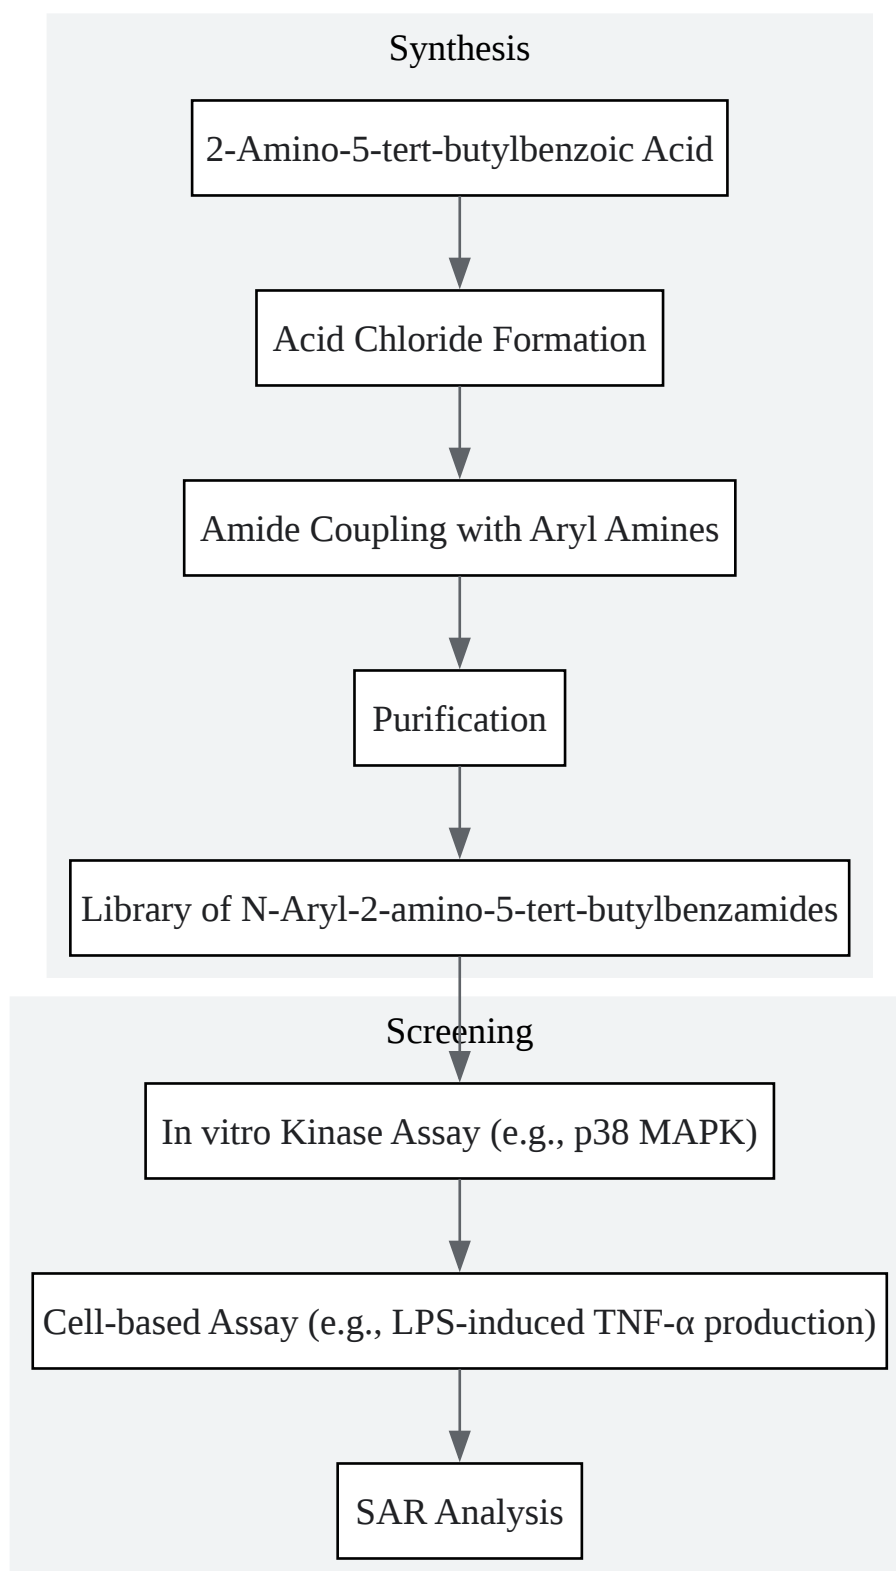 Synthesis
2-Amino-5-tert-butylbenzoic Acid
Acid Chloride Formation
Amide Coupling with Aryl Amines
Purification
Library of N-Aryl-2-amino-5-tert-butylbenzamides
Screening
In vitro Kinase Assay (e.g., p38 MAPK)
Cell-based Assay (e.g., LPS-induced TNF-α production)
SAR Analysis